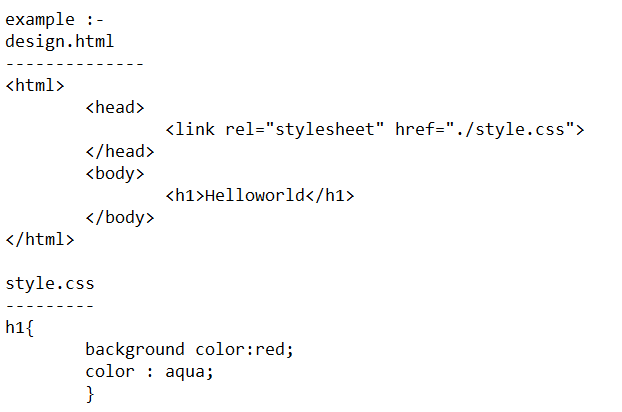 example :-
design.html
--------------
<html>
        <head>
                <link rel="stylesheet" href="./style.css">
        </head>
        <body>
                <h1>Helloworld</h1>
        </body>
</html>

style.css
---------
h1{
        background color:red;
        color : aqua;
        }